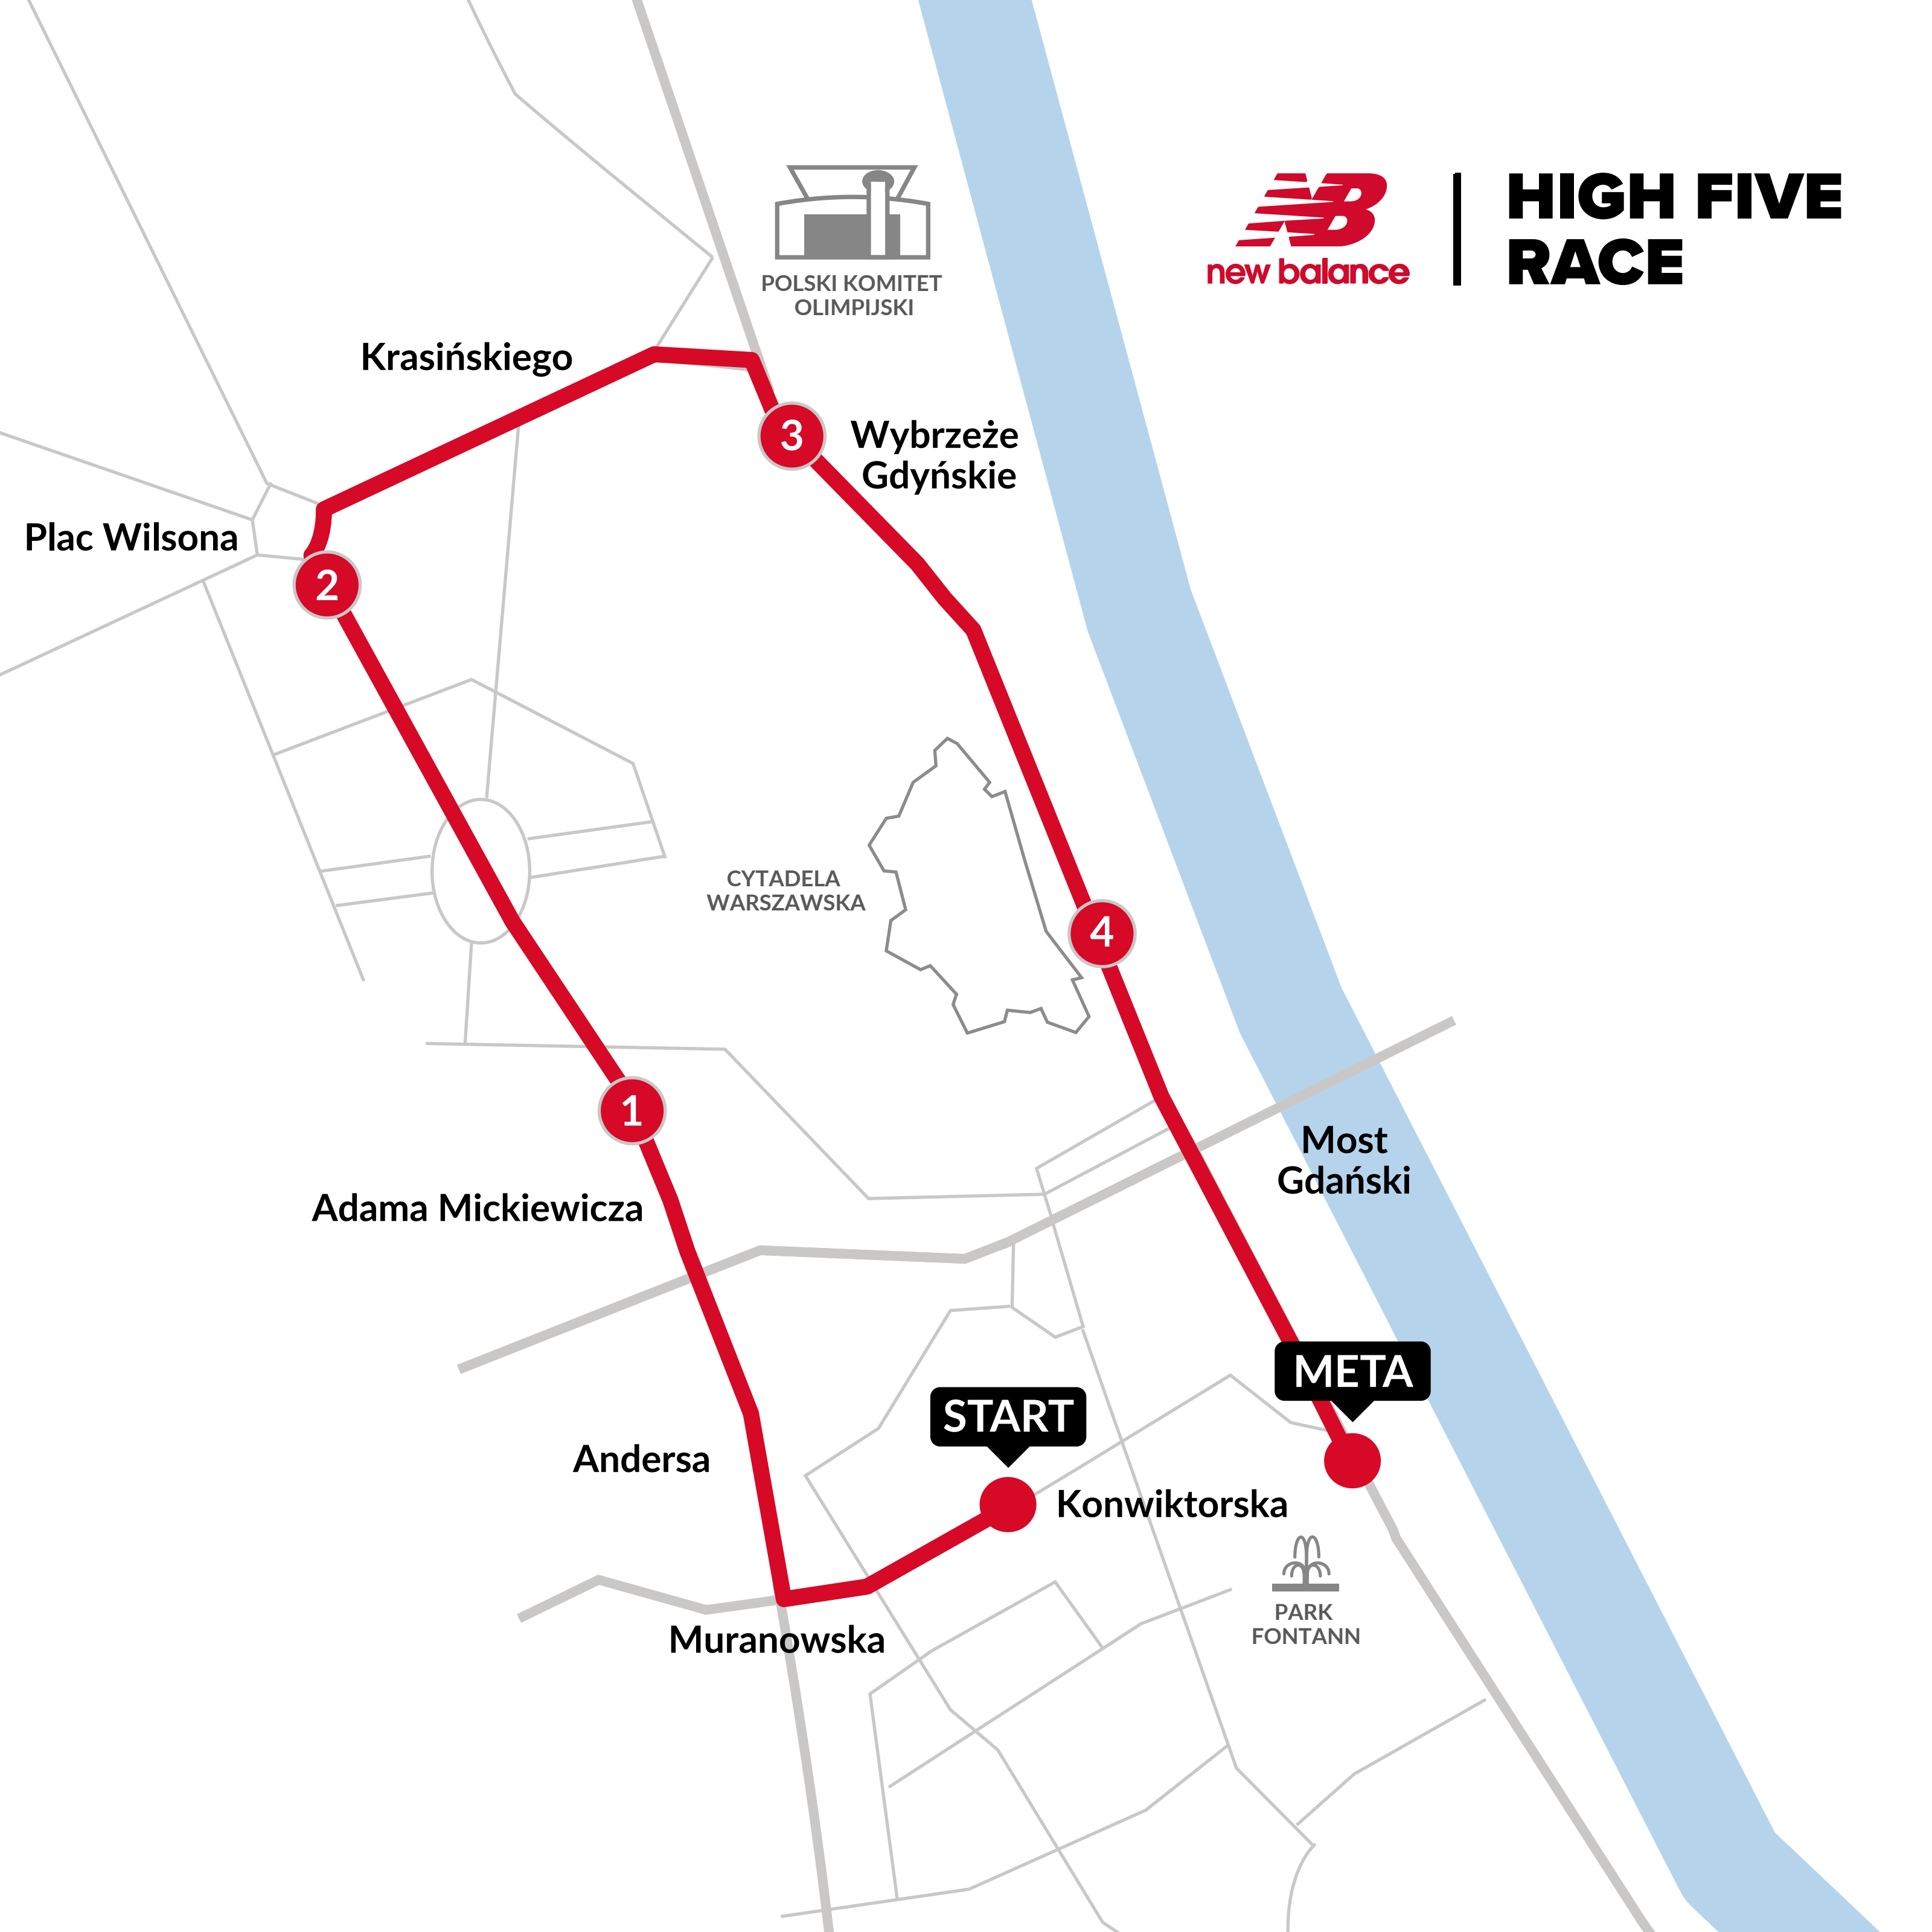 new balance
HIGH FIVE
RACE
POLSKI KOMITET
OLIMPIJSKI
Krasińskiego
3
Wybrzeże
Gdyńskie
Plac Wilsona
2
CYTADELA
WARSZAWSKA
4
1
Most
Gdański
Adama Mickiewicza
META
START
Andersa
Konwiktorska
PARK
FONTANN
Muranowska